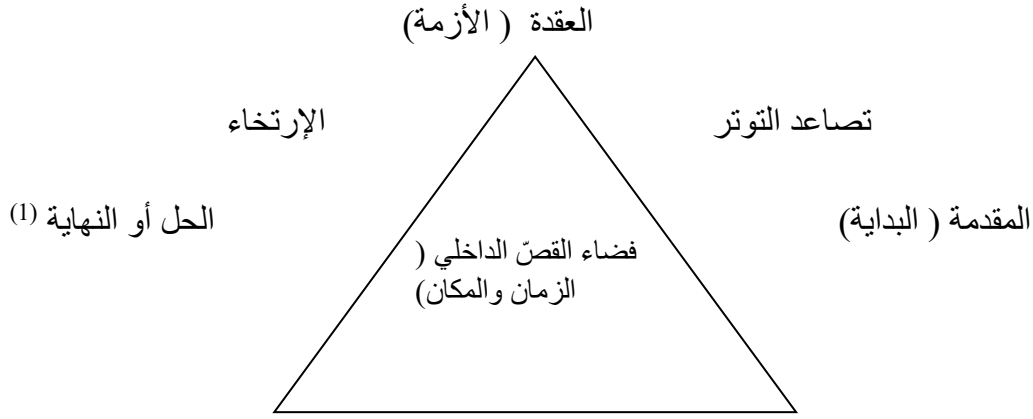 العقدة ( الأزمة)
تصاعد التوتر
الإرتخاء
المقدمة ( البداية)
الحل أو النهاية (1)
فضاء القصّ الداخلي (
الزمان والمكان)